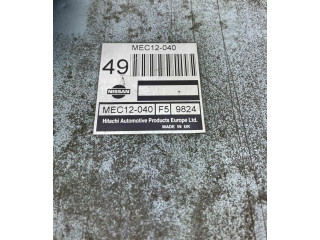 MEC12-040
49
NISSAN
MEC12-040 F5 9824
Hitachi Automotive Products Europe Ltd.
MADE IN UK